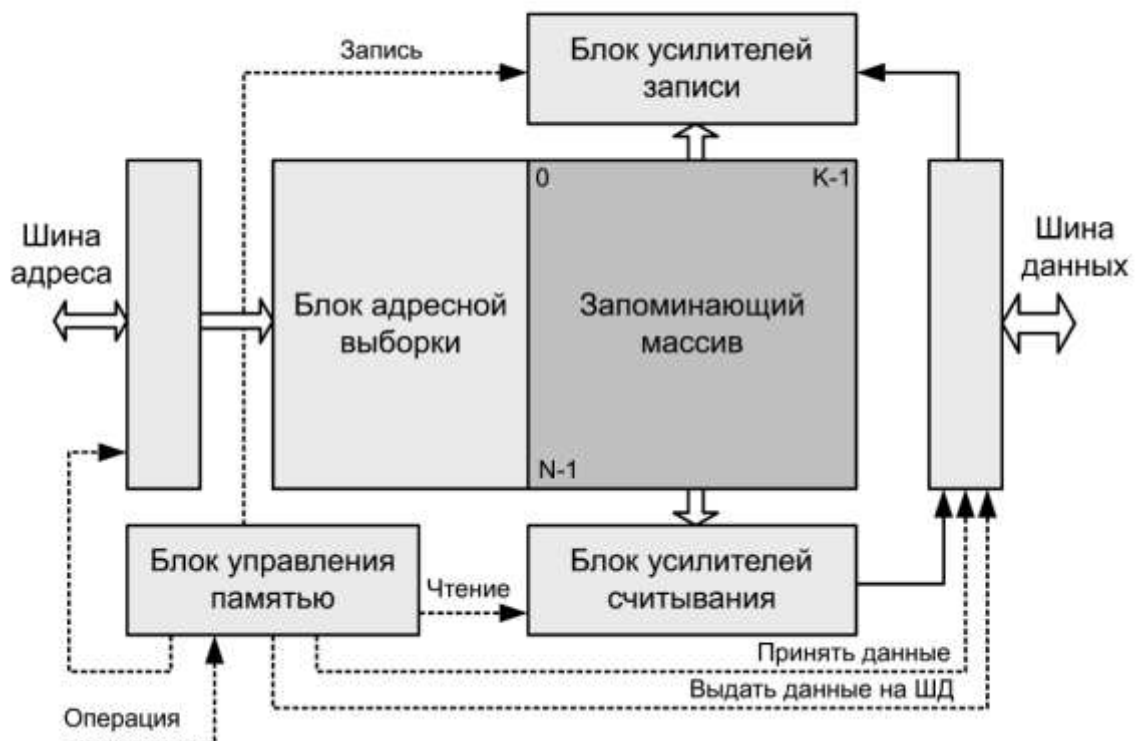 Запись
Блок усилителей
записи
0
K-1
Шина
адреса
Блок адресной
выборки
Запоминающий
массив
Шина
данных
N-1
Блок управления
памятью
Чтение
Блок усилителей
считывания
Принять данные
Выдать данные на ШД
Операция